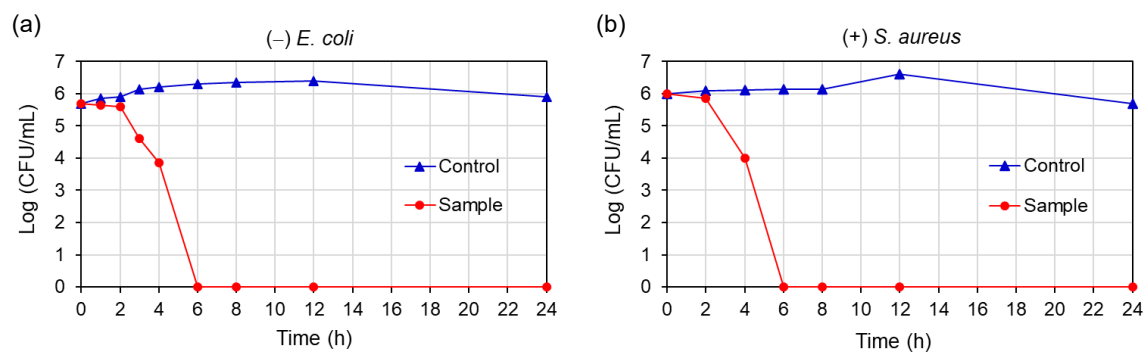 (a)
(−) E. coli
Log (CFU/mL)
7
6
5
4
3
2
1
0
Control
Sample
0 2 4 6 8 10 12 14 16 18 20 22 24
Time (h)
(b)
(+) S. aureus
Log (CFU/mL)
7
6
5
4
3
2
1
0
Control
Sample
0 2 4 6 8 10 12 14 16 18 20 22 24
Time (h)